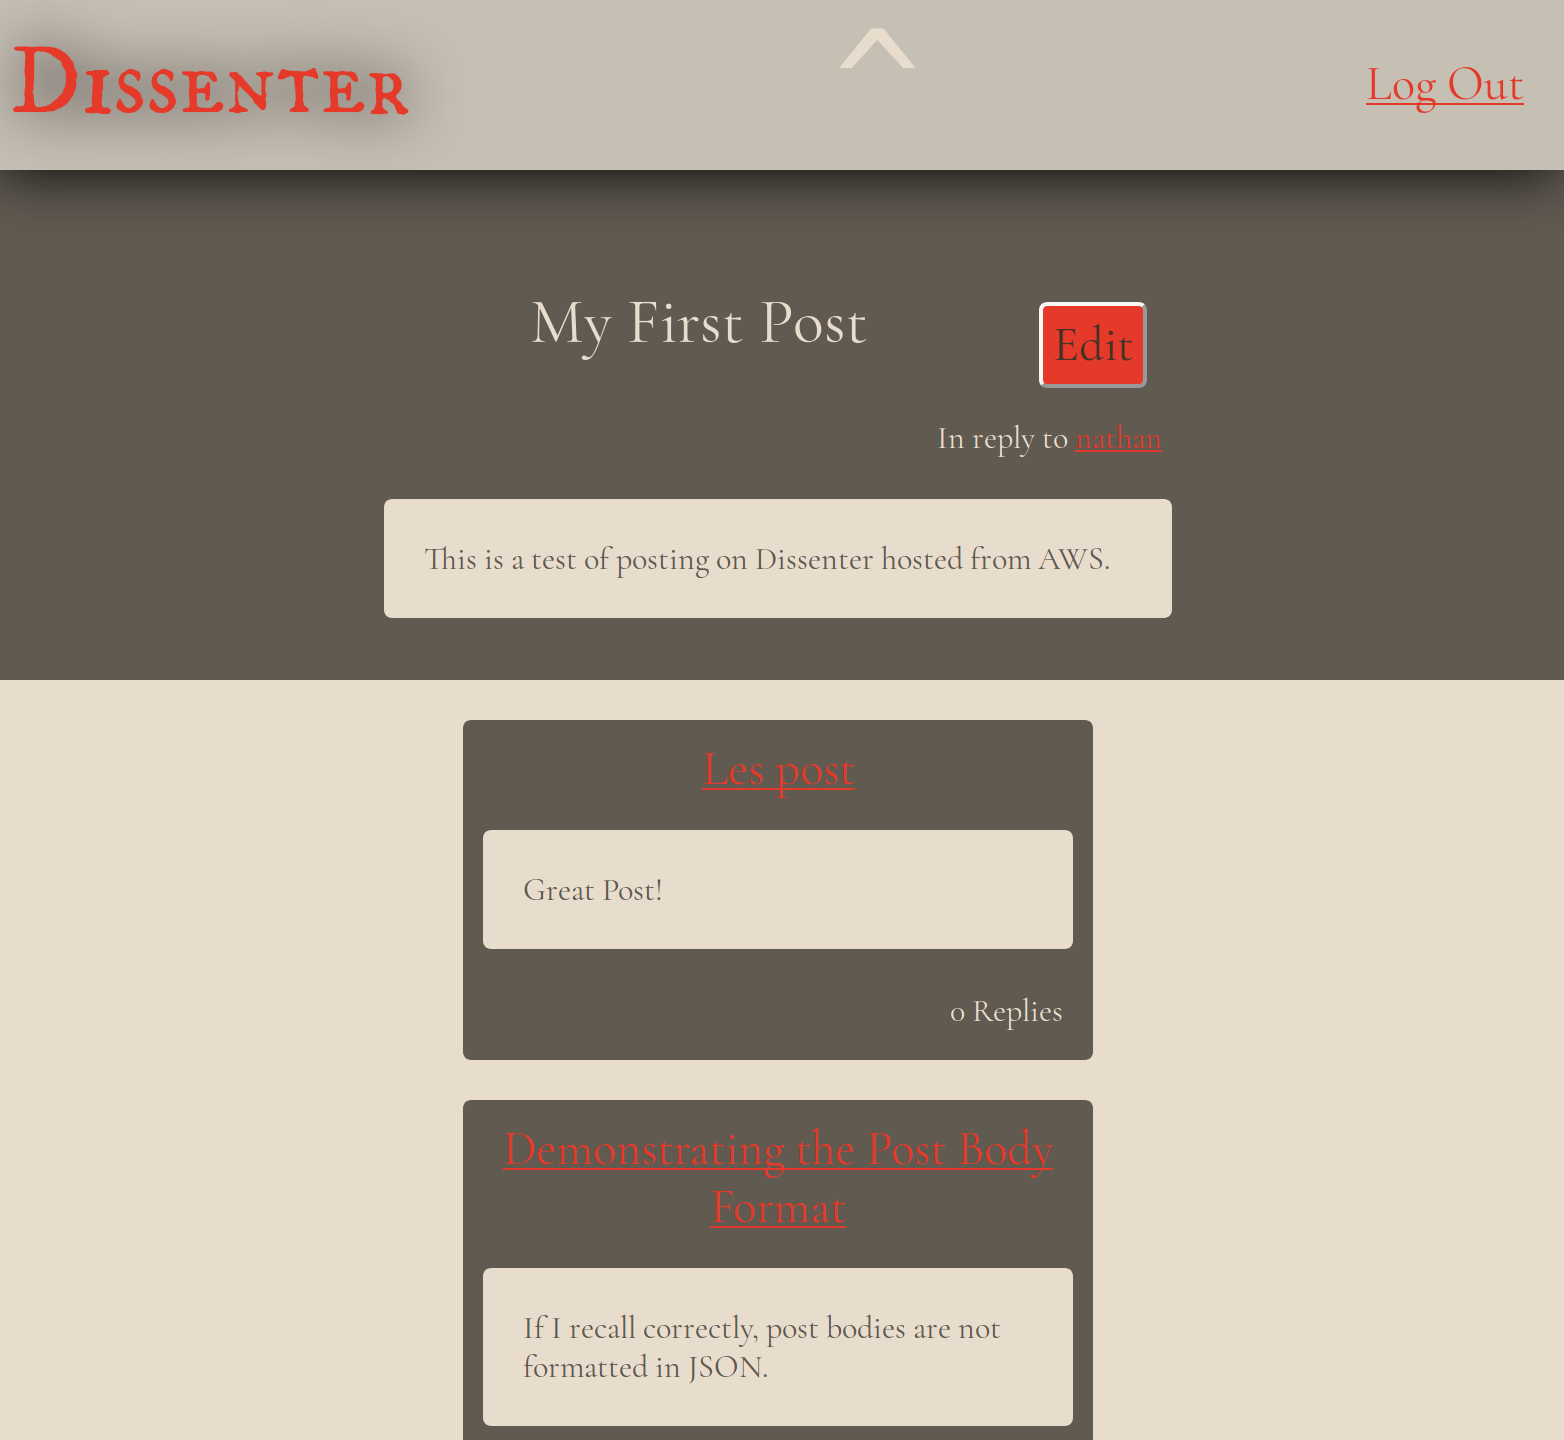 Dissenter
Log Out
My First Post
Edit
In reply to nathan
This is a test of posting on Dissenter hosted from AWS.
Les post
Great Post!
0 Replies
Demonstrating the Post Body
Format
If I recall correctly, post bodies are not
formatted in JSON.